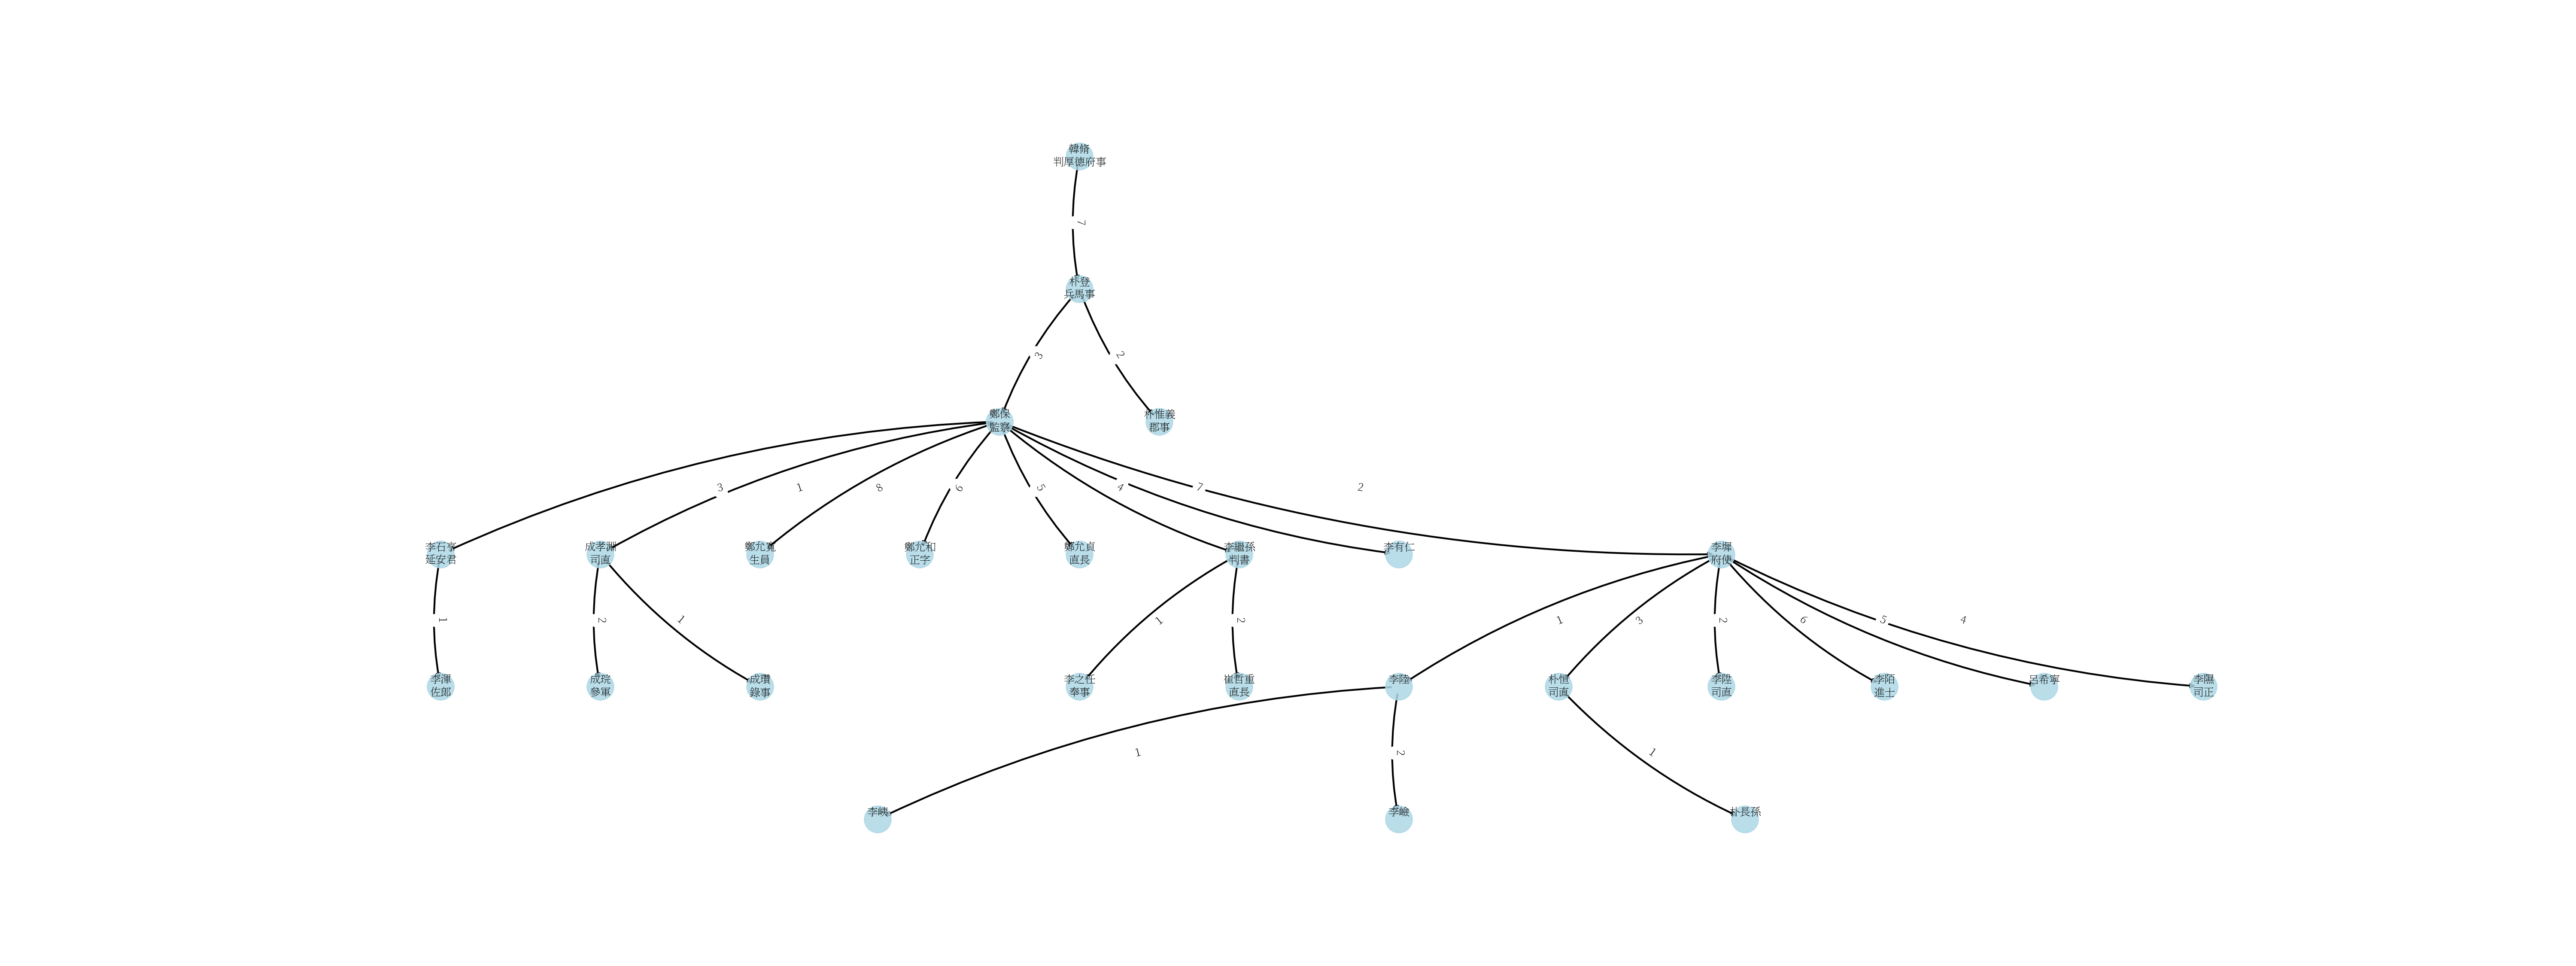 韓脩
判厚德府事
7
朴登
兵馬事
3
2
鄭保
監察
朴惟義
郡事
3
1
8
6
5
4
7
2
李石亨
延安君
成孝淵
司直
鄭允寬
生員
鄭允和
正字
鄭允貞
直長
李繼孫
判書
李有仁
李墀
府使
1
2
1
1
2
1
3
2
6
5
4
李渾
佐郞
成琓
參軍
成瓚
錄事
李之任
奉事
崔哲重
直長
李陸
朴恒
司直
李陞
司直
李陌
進士
呂希寧
李隰
司正
1
2
1
李嶬
李嶮
朴長孫